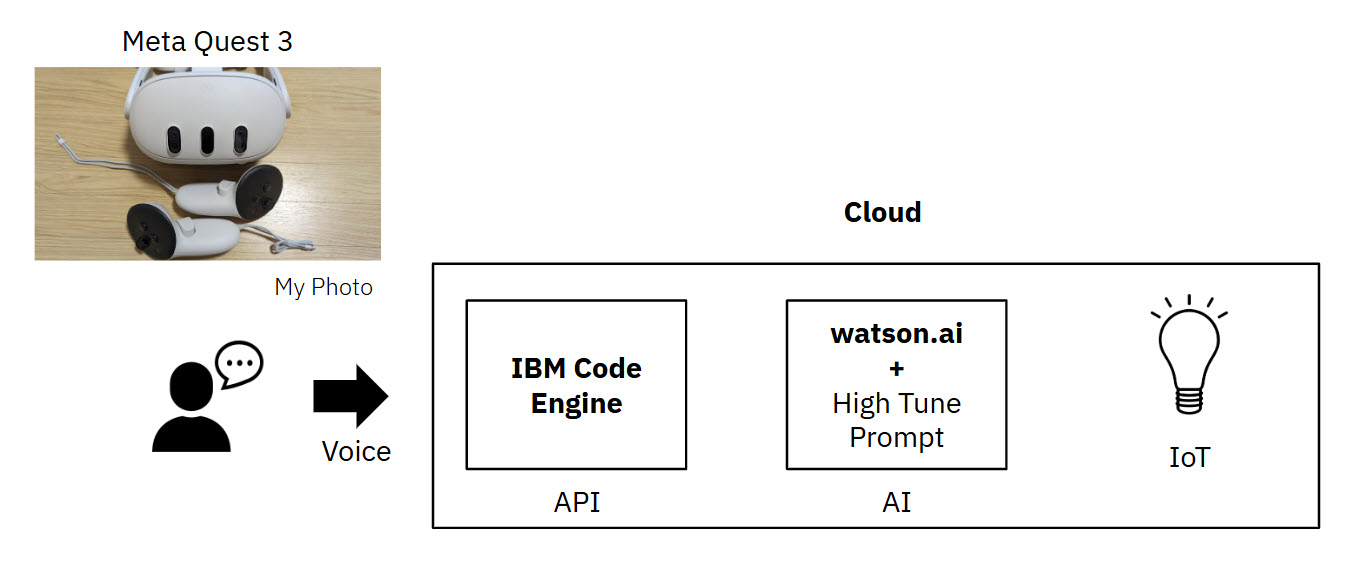 Meta Quest 3
My Photo
Voice
Cloud
IBM Code
Engine
API
watson.ai
+
High Tune
Prompt
AI
IoT